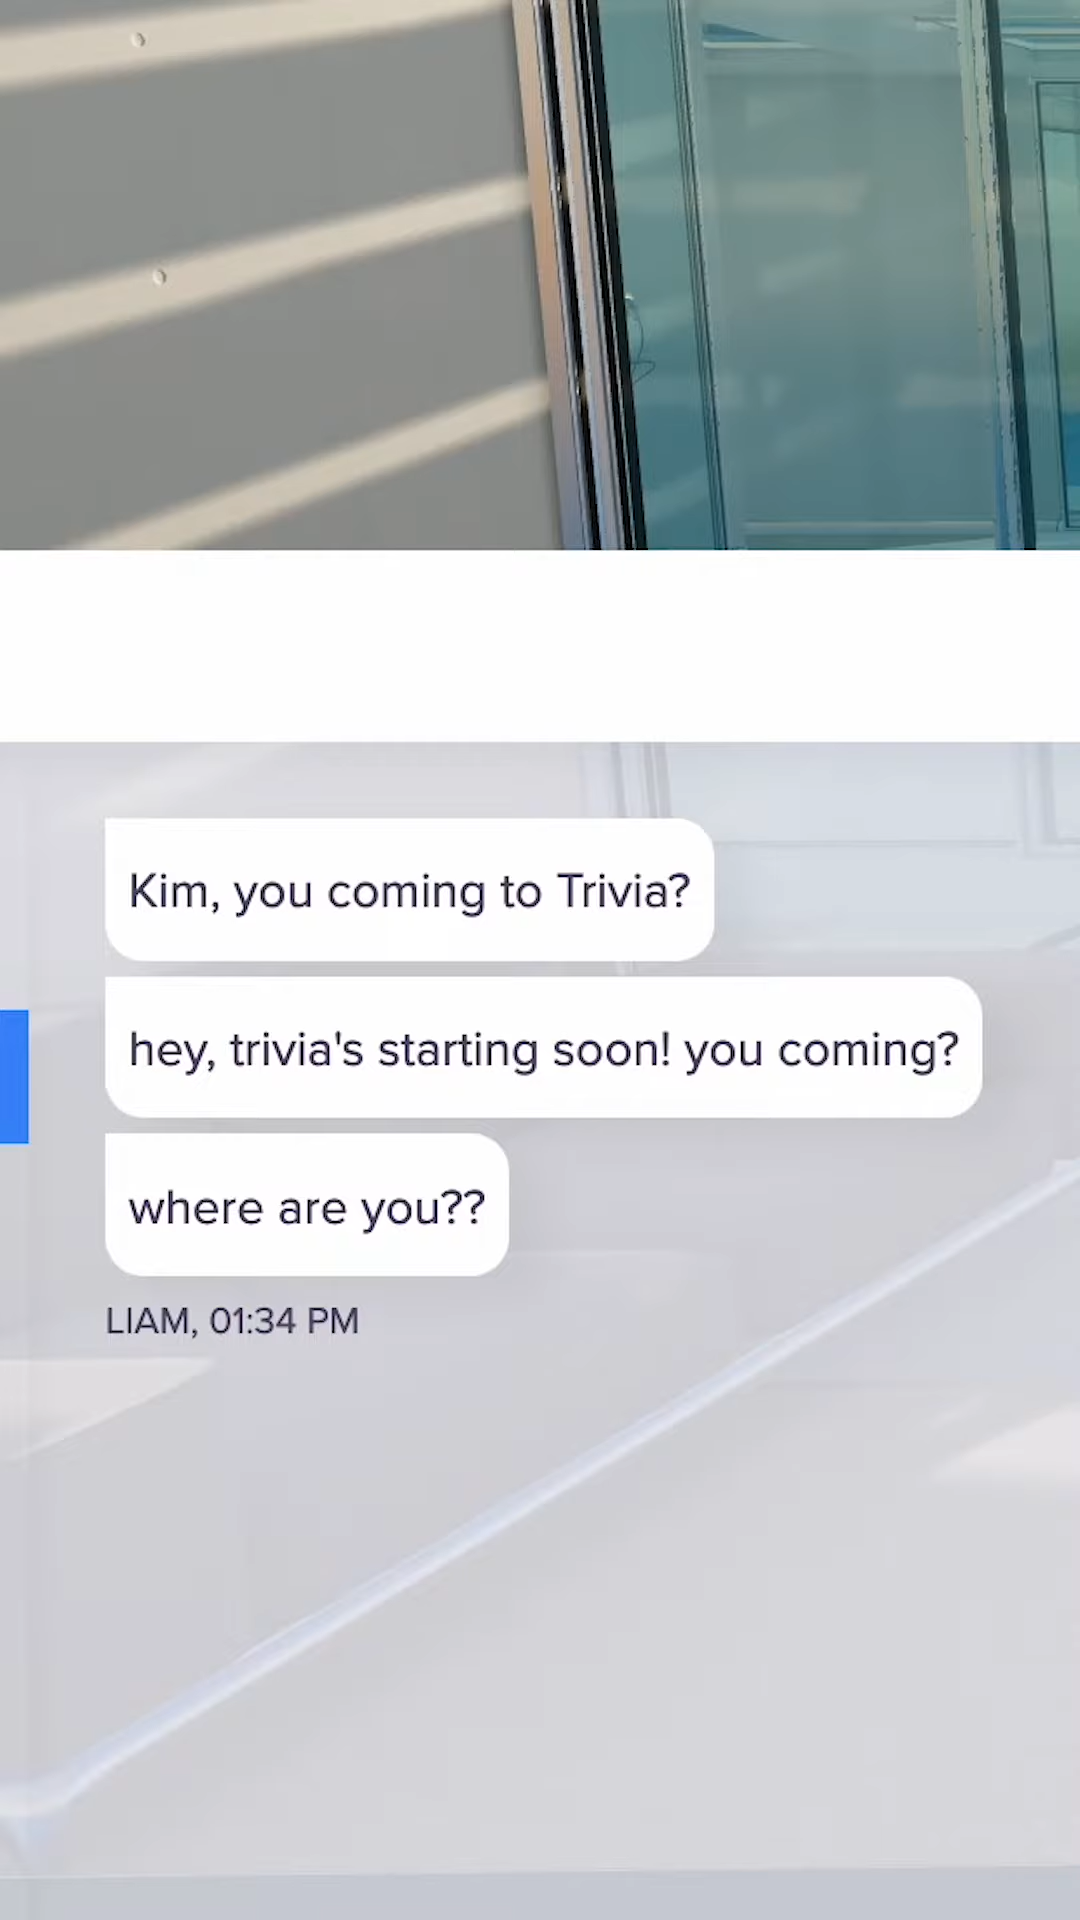 Kim, you coming to Trivia?
hey, trivia's starting soon! you coming?
where are you??
LIAM, 01:34 PM